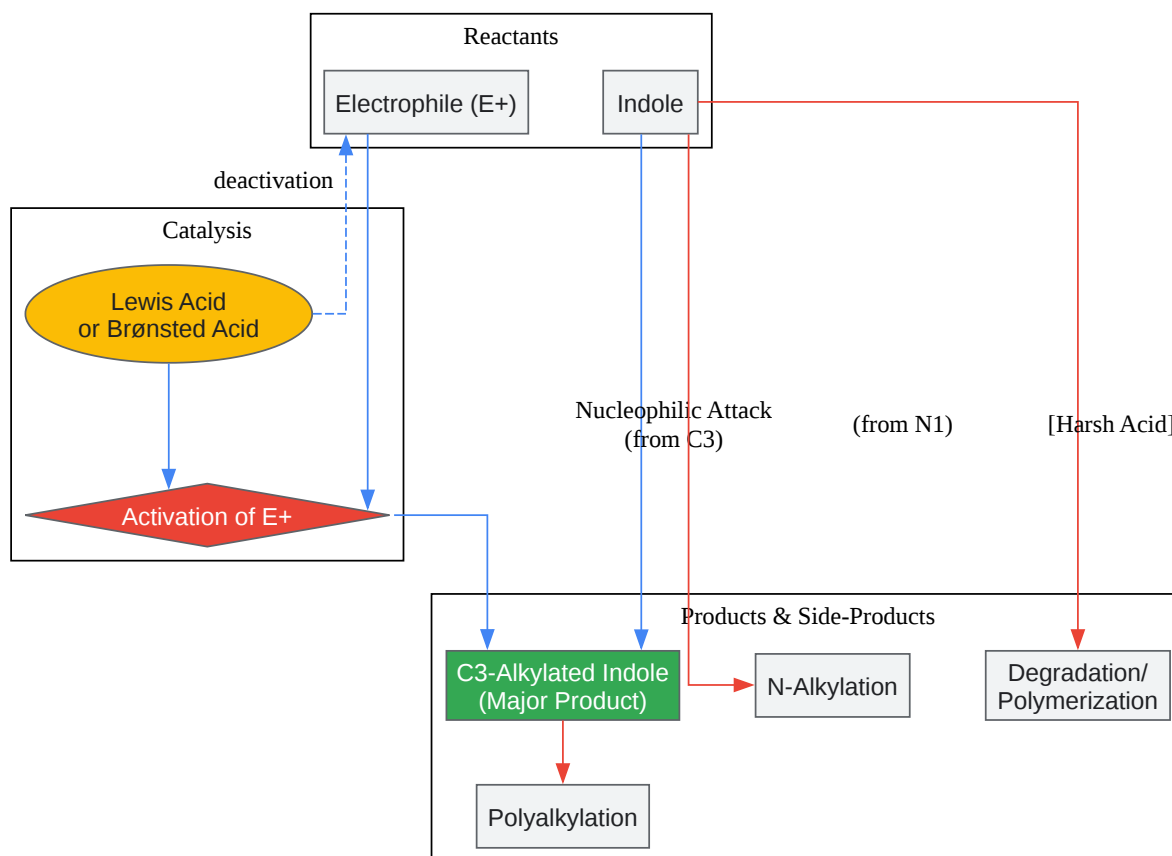 Reactants
Electrophile (E+)
Indole
deactivation
Catalysis
Lewis Acid
or Brønsted Acid
Nucleophilic Attack
(from C3)
(from N1)
[Harsh Acid]
Activation of E+
Products & Side-Products
C3-Alkylated Indole
(Major Product)
N-Alkylation
Degradation/
Polymerization
Polyalkylation